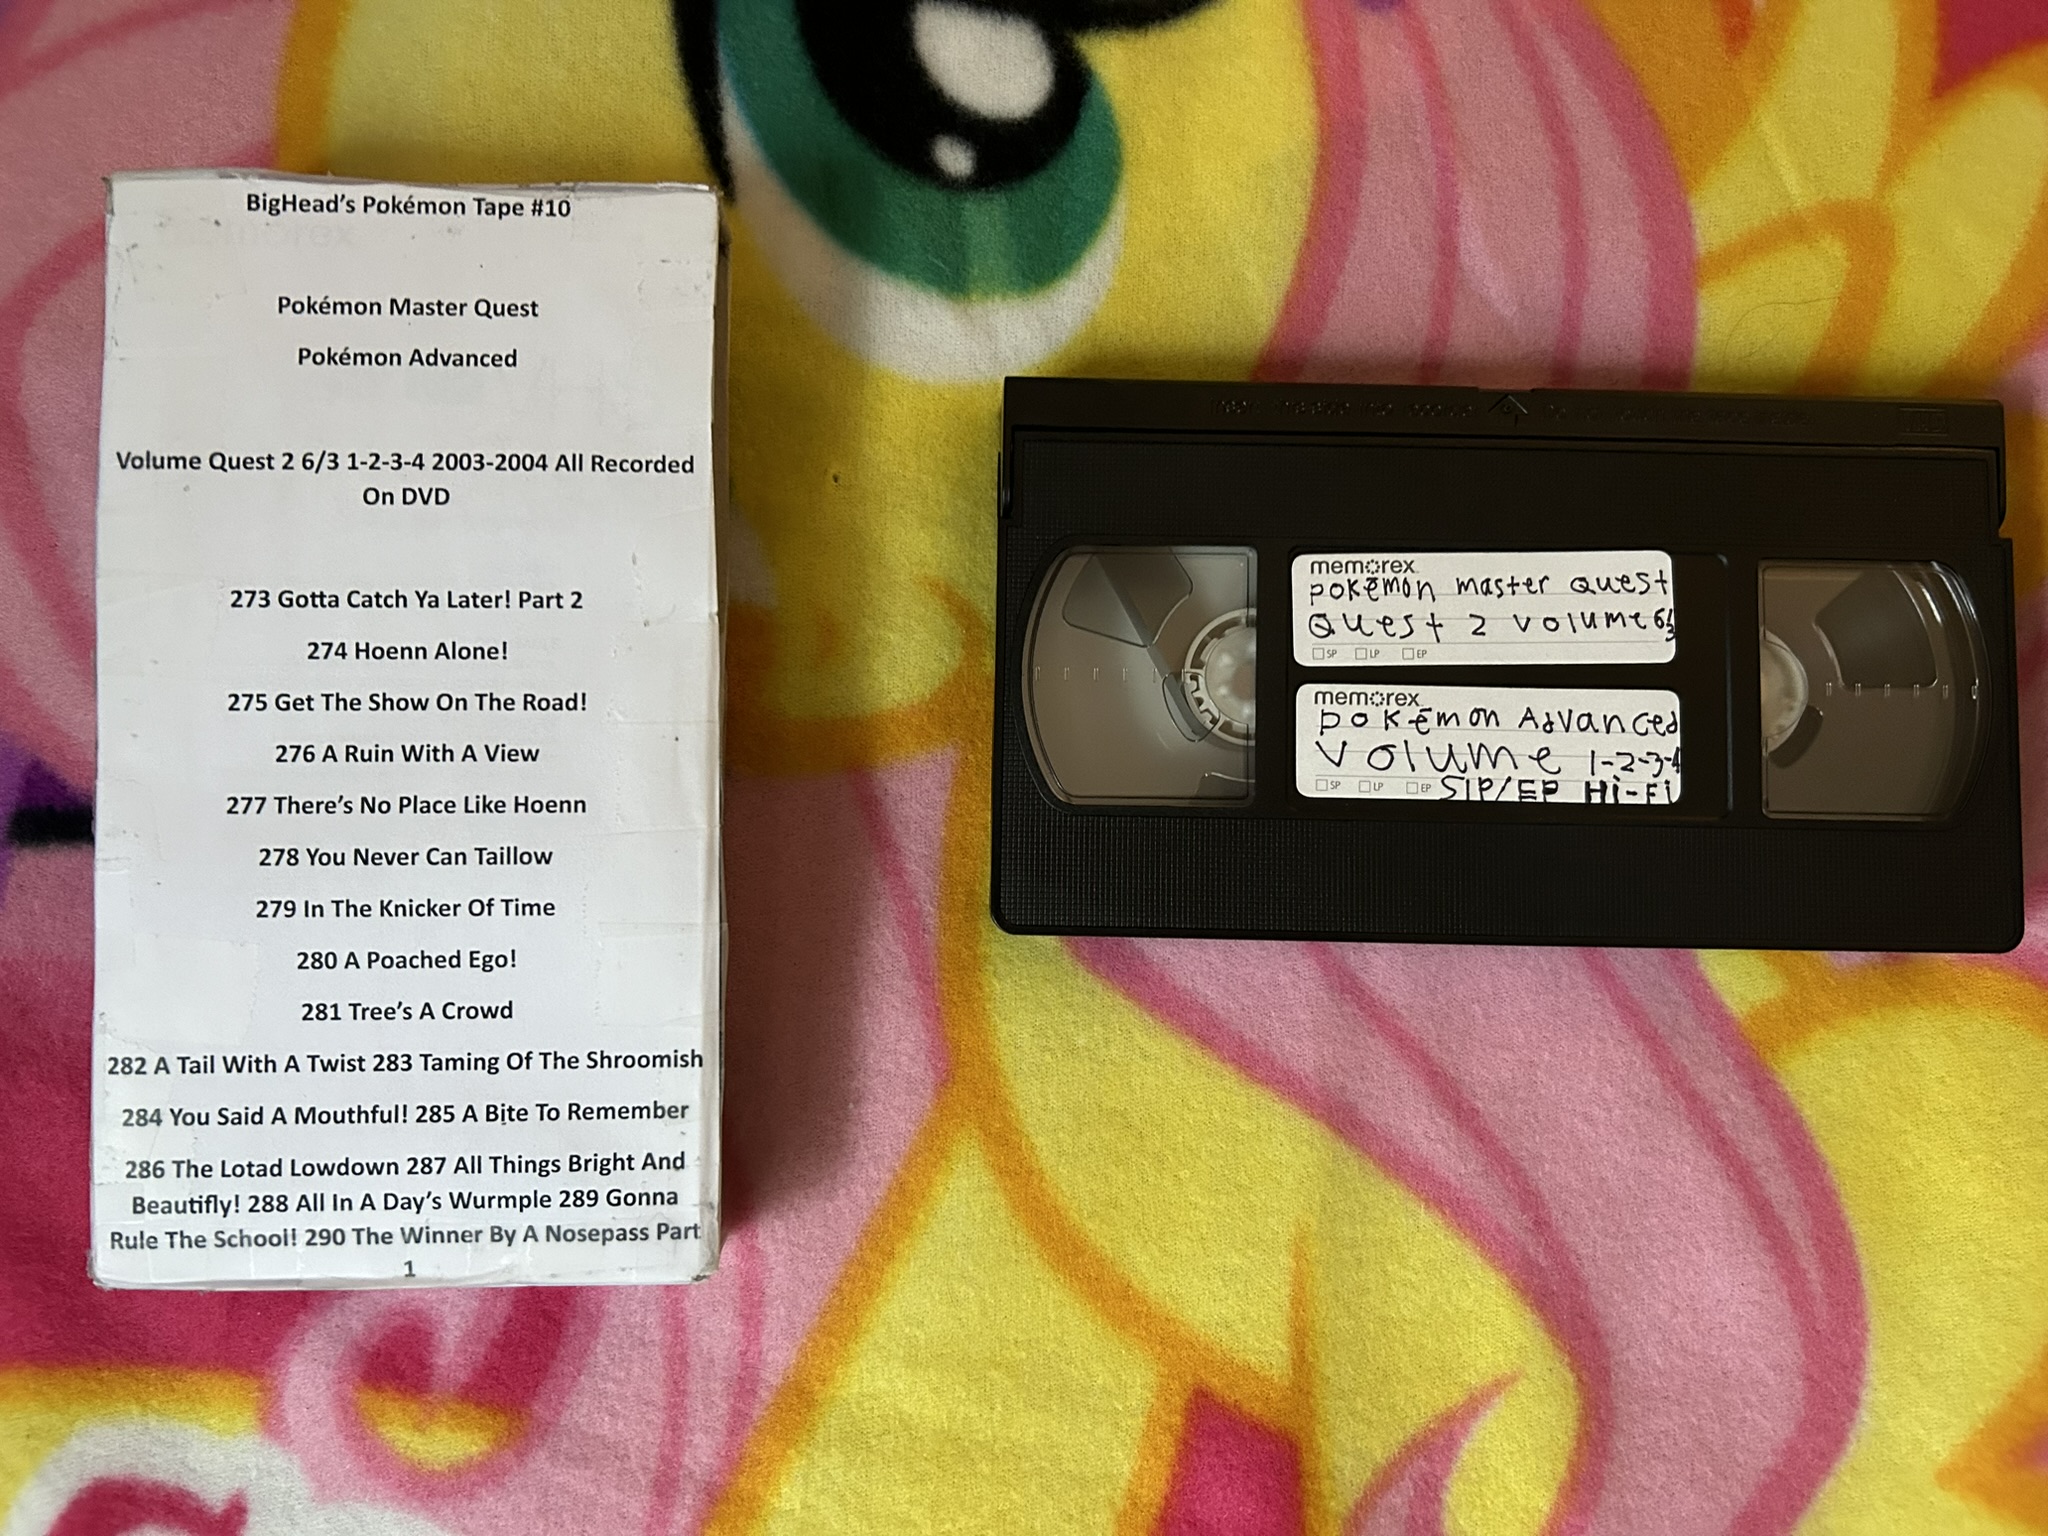 BigHead's Pokémon Tape #10
Pokémon Master Quest
Pokémon Advanced
Volume Quest 2 6/3 1-2-3-4 2003-2004 All Recorded
On DVD
273 Gotta Catch Ya Later! Part 2
274 Hoenn Alone!
275 Get The Show On The Road!
276 A Ruin With A View
277 There's No Place Like Hoenn
278 You Never Can Taillow
279 In The Knicker Of Time
280 A Poached Ego!
281 Tree's A Crowd
282 A Tail With A Twist 283 Taming Of The Shroomish
284 You Said A Mouthful! 285 A Bite To Remember
286 The Lotad Lowdown 287 All Things Bright And
Beautifly! 288 All In A Day's Wurmple 289 Gonna
Rule The School! 290 The Winner By A Nosepass Part
1
memorex
pokémon master Quest
Quest 2 volume 6/3
SP LP EP
memorex
pokémon Advanced
volume 1-2-3-4
SP LP EP SlP/EP Hi-Fi